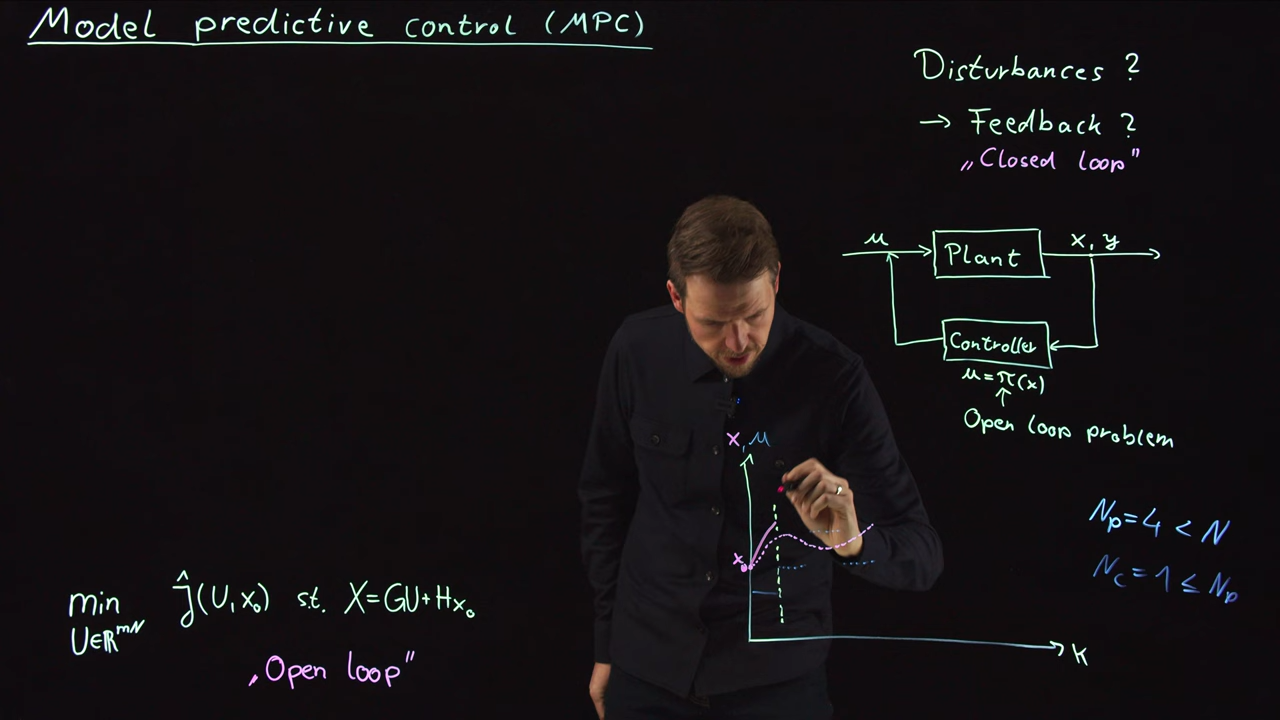 Model predictive control (MPC)
Disturbances ?
→ Feedback ?
„Closed loop"
u
Plant
x, y
Controller
u=π(x)
↑
Open loop problem
x, u
x₀
k
Nₚ=4 < N
N_c=1 ≤ Nₚ
min Ĵ(U,x₀) s.t. X=GU+Hx₀
U∈ℝᵐᴺ
„Open loop"